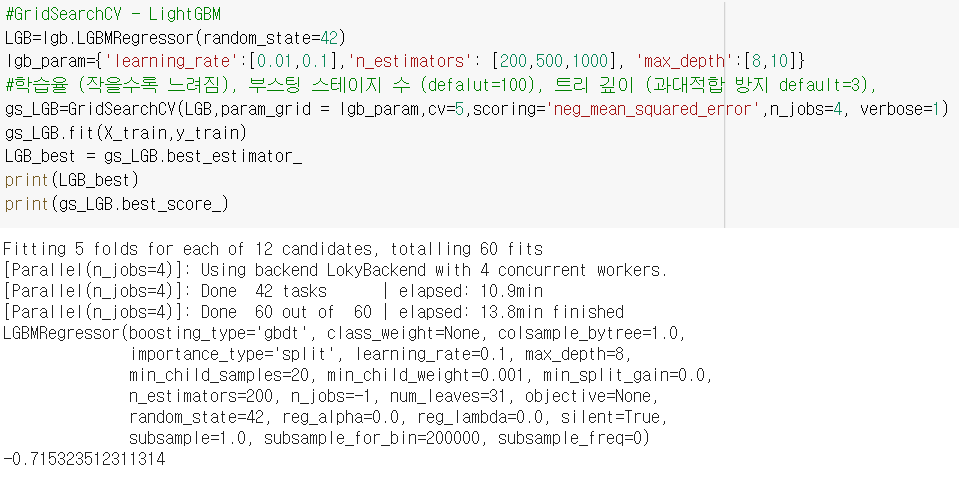 #GridSearchCV - LightGBM
LGB=lgb.LGBMRegressor(random_state=42)
lgb_param={'learning_rate':[0.01,0.1],'n_estimators': [200,500,1000], 'max_depth':[8,10]}
#학습율 (작을수록 느려짐), 부스팅 스테이지 수 (defalut=100), 트리 깊이 (과대적합 방지 default=3),
gs_LGB=GridSearchCV(LGB,param_grid = lgb_param,cv=5,scoring='neg_mean_squared_error',n_jobs=4, verbose=1)
gs_LGB.fit(X_train,y_train)
LGB_best = gs_LGB.best_estimator_
print(LGB_best)
print(gs_LGB.best_score_)
Fitting 5 folds for each of 12 candidates, totalling 60 fits
[Parallel(n_jobs=4)]: Using backend LokyBackend with 4 concurrent workers.
[Parallel(n_jobs=4)]: Done  42 tasks      | elapsed: 10.9min
[Parallel(n_jobs=4)]: Done  60 out of  60 | elapsed: 13.8min finished
LGBMRegressor(boosting_type='gbdt', class_weight=None, colsample_bytree=1.0,
              importance_type='split', learning_rate=0.1, max_depth=8,
              min_child_samples=20, min_child_weight=0.001, min_split_gain=0.0,
              n_estimators=200, n_jobs=-1, num_leaves=31, objective=None,
              random_state=42, reg_alpha=0.0, reg_lambda=0.0, silent=True,
              subsample=1.0, subsample_for_bin=200000, subsample_freq=0)
-0.715323512311314